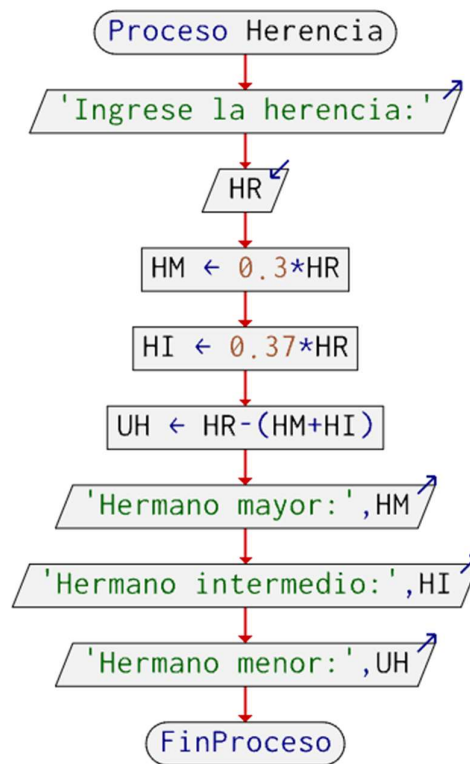 Proceso Herencia
'Ingrese la herencia:'
HR
HM ← 0.3*HR
HI ← 0.37*HR
UH ← HR-(HM+HI)
'Hermano mayor:',HM
'Hermano intermedio:',HI
'Hermano menor:',UH
FinProceso